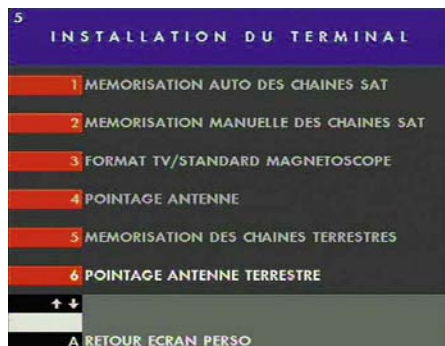 5
INSTALLATION DU TERMINAL
1 MEMORISATION AUTO DES CHAINES SAT
2 MEMORISATION MANUELLE DES CHAINES SAT
3 FORMAT TV/STANDARD MAGNETOSCOPE
4 POINTAGE ANTENNE
5 MEMORISATION DES CHAINES TERRESTRES
6 POINTAGE ANTENNE TERRESTRE
A RETOUR ECRAN PERSO